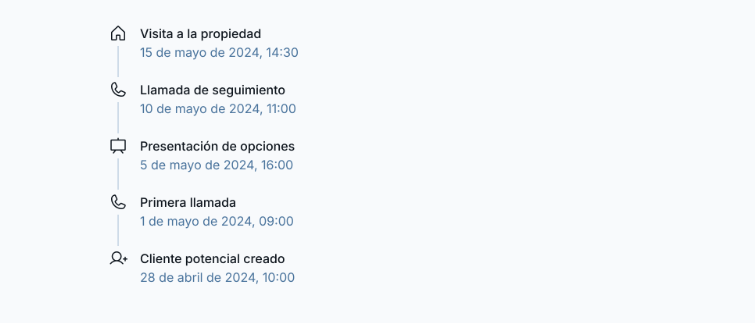 Visita a la propiedad
15 de mayo de 2024, 14:30
Llamada de seguimiento
10 de mayo de 2024, 11:00
Presentación de opciones
5 de mayo de 2024, 16:00
Primera llamada
1 de mayo de 2024, 09:00
Cliente potencial creado
28 de abril de 2024, 10:00